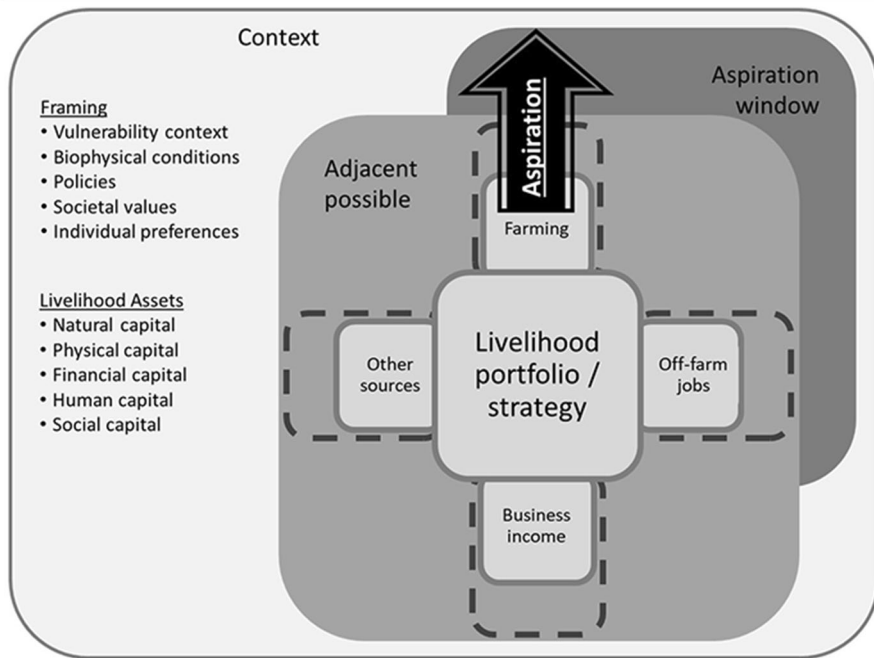 Context
Framing
• Vulnerability context
• Biophysical conditions
• Policies
• Societal values
• Individual preferences
Livelihood Assets
• Natural capital
• Physical capital
• Financial capital
• Human capital
• Social capital
Aspiration
window
Adjacent
possible
Aspiration
Farming
Other
sources
Livelihood
portfolio /
strategy
Off-farm
jobs
Business
income